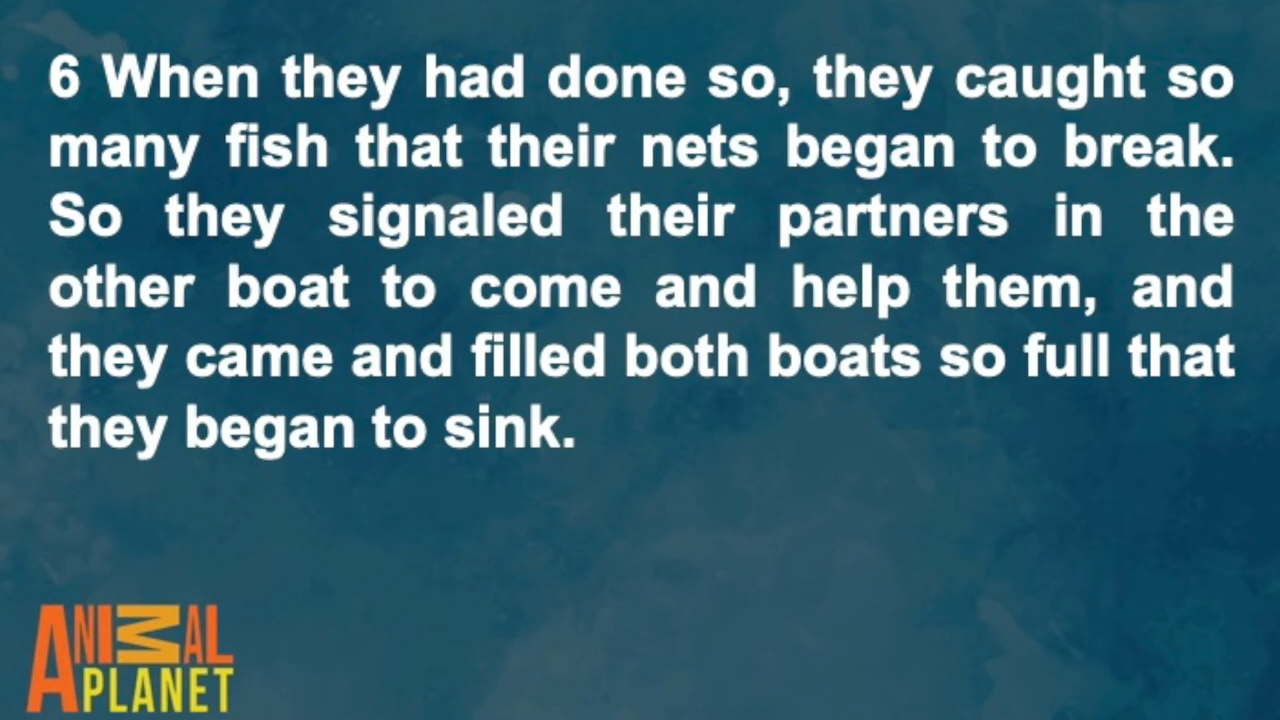 6 When they had done so, they caught so
many fish that their nets began to break.
So they signaled their partners in the
other boat to come and help them, and
they came and filled both boats so full that
they began to sink.
ANIMAL
PLANET